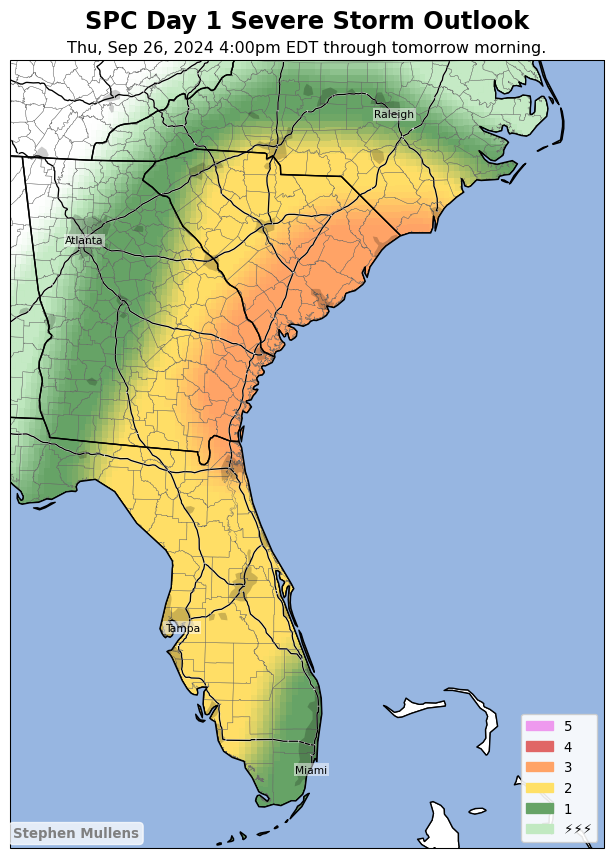 SPC Day 1 Severe Storm Outlook
Thu, Sep 26, 2024 4:00pm EDT through tomorrow morning.
Raleigh
Atlanta
Tampa
Miami
5
4
3
2
1
⚡⚡⚡
Stephen Mullens